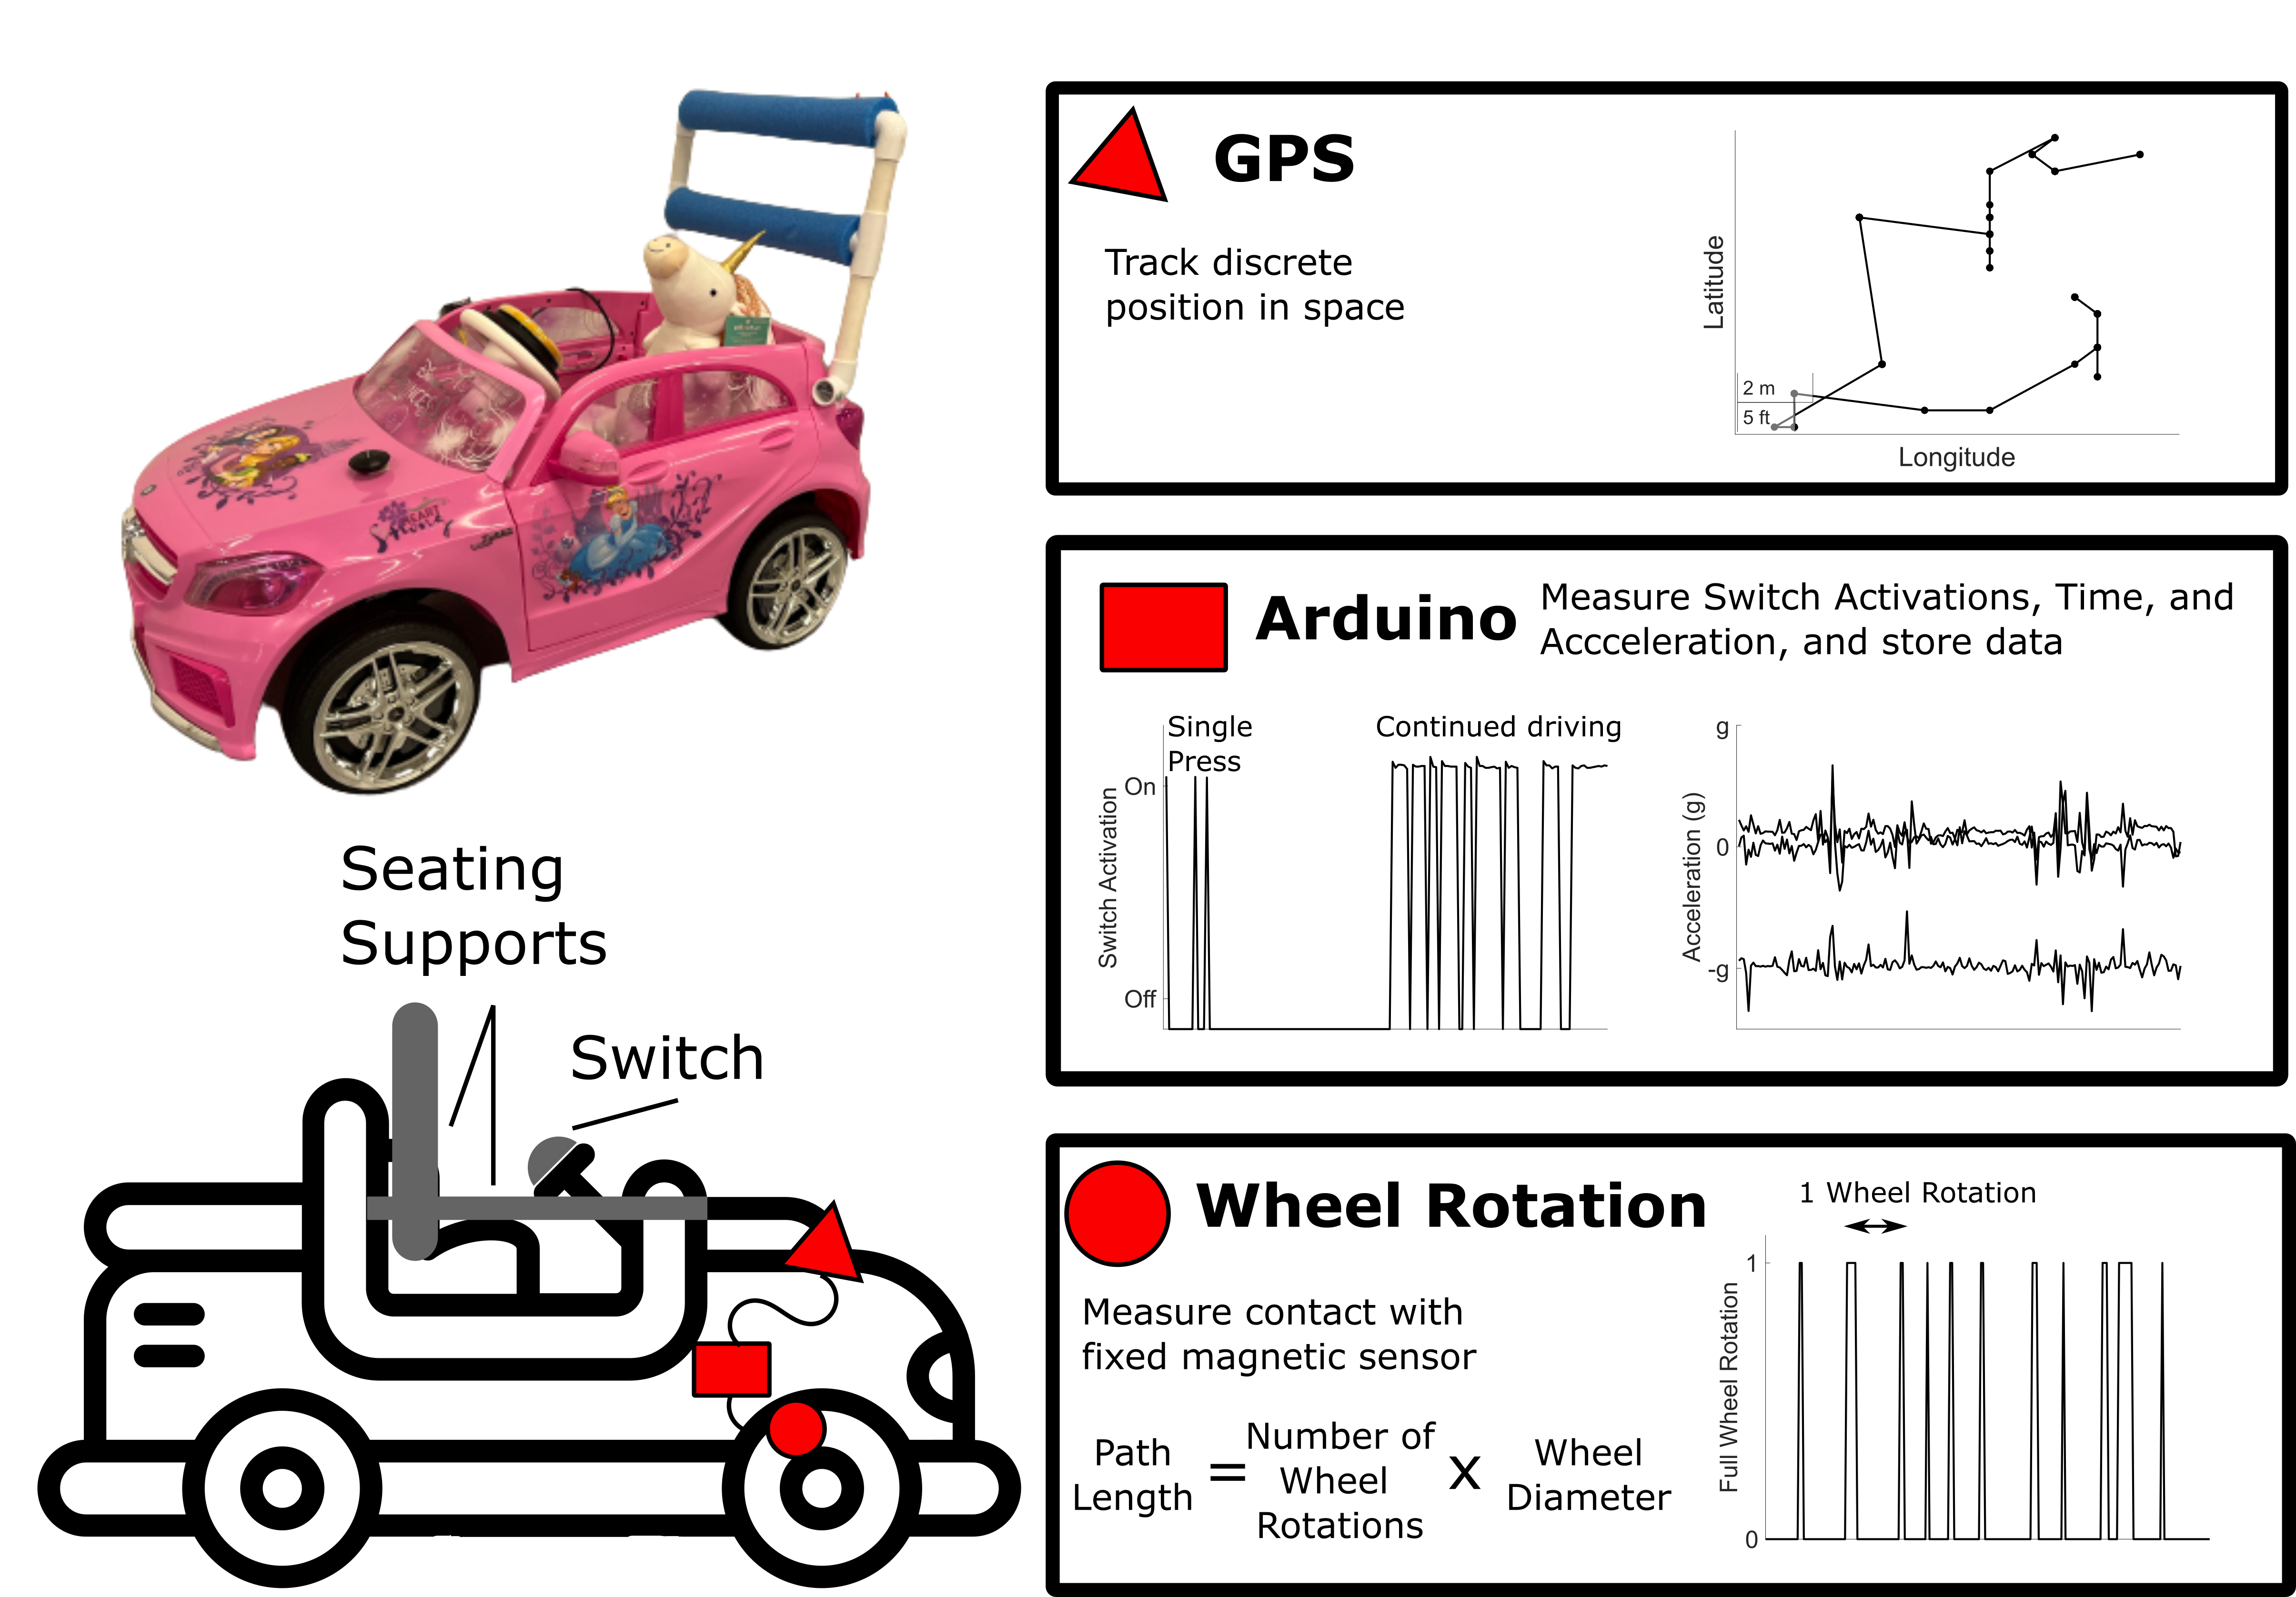 GPS
Track discrete
position in space
Latitude
2 m
5 ft
Longitude
HEART
Arduino
Measure Switch Activations, Time, and
Accceleration, and store data
Single
Press
Continued driving
Switch Activation
On
Off
Acceleration (g)
g
0
-g
Seating
Supports
Switch
Wheel Rotation
Measure contact with
fixed magnetic sensor
Path
Length
=
Number of
Wheel
Rotations
x
Wheel
Diameter
1 Wheel Rotation
Full Wheel Rotation
1
0